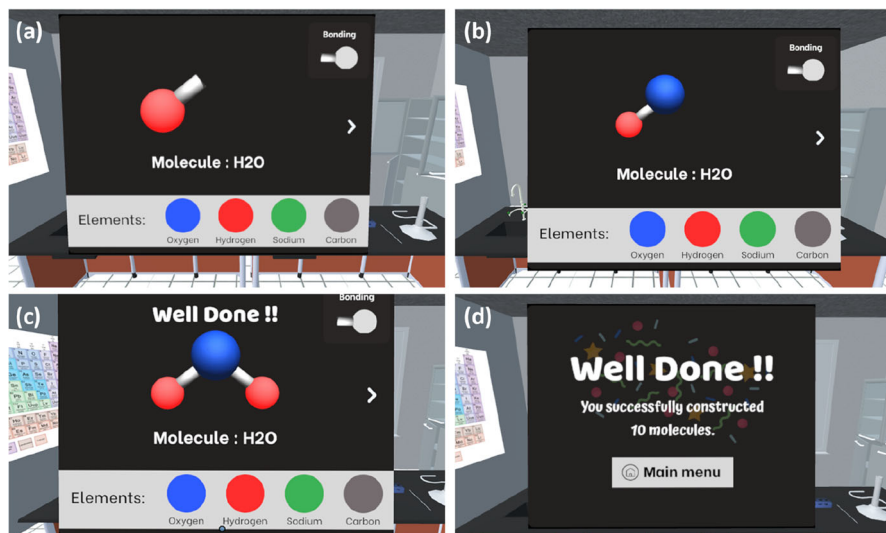 (a)
Bonding
Molecule : H2O
Elements:
Oxygen Hydrogen Sodium Carbon
(b)
Bonding
Molecule : H2O
Elements:
Oxygen Hydrogen Sodium Carbon
(c)
Well Done !!
Bonding
Molecule : H2O
Elements:
Oxygen Hydrogen Sodium Carbon
(d)
Well Done !!
You successfully constructed
10 molecules.
Main menu